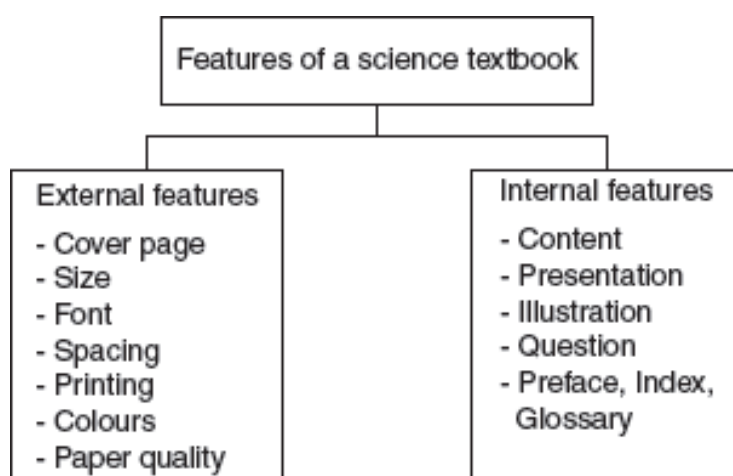 Features of a science textbook
External features
- Cover page
- Size
- Font
- Spacing
- Printing
- Colours
- Paper quality
Internal features
- Content
- Presentation
- Illustration
- Question
- Preface, Index,
Glossary